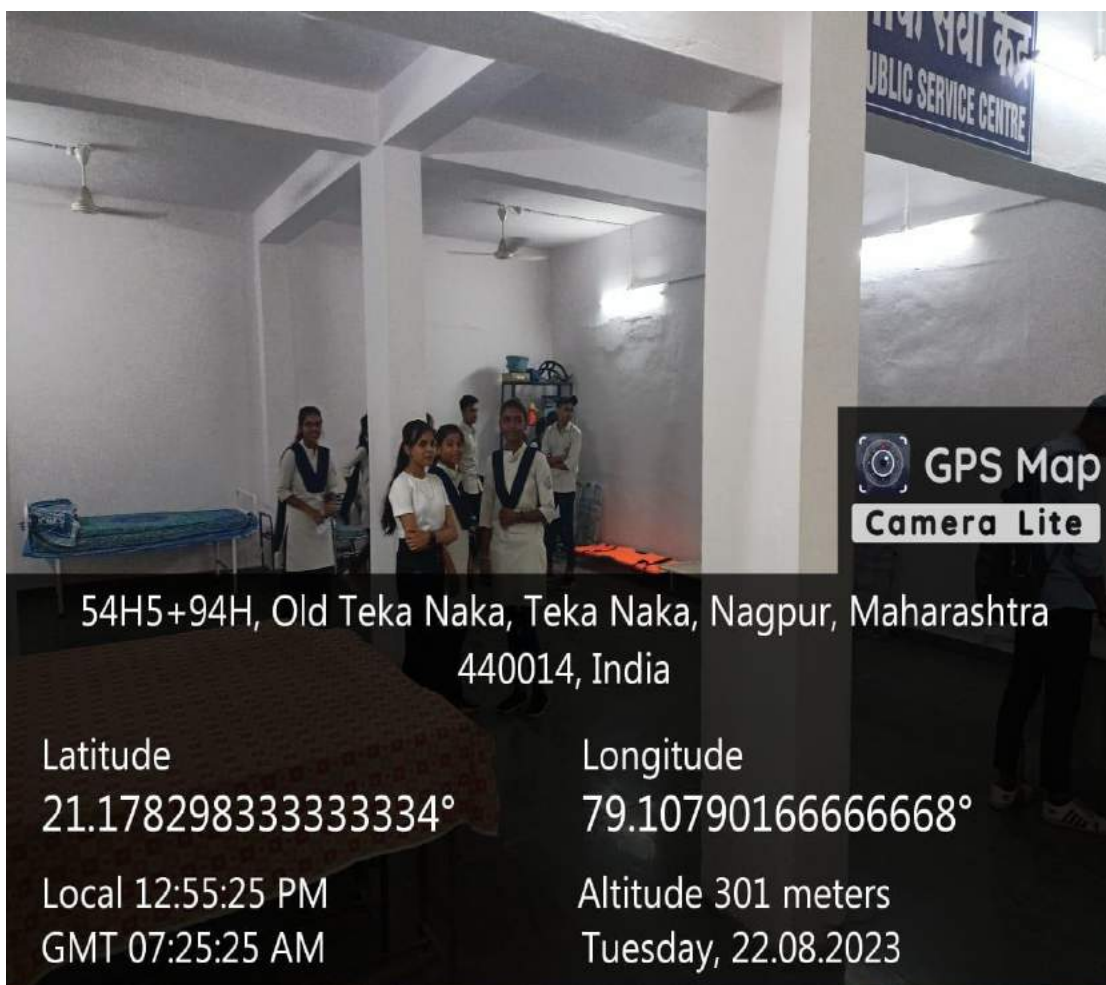 सेवा केंद्र
PUBLIC SERVICE CENTRE
GPS Map
Camera Lite
54H5+94H, Old Teka Naka, Teka Naka, Nagpur, Maharashtra
440014, India
Latitude
21.178298333333334°
Longitude
79.10790166666668°
Local 12:55:25 PM
GMT 07:25:25 AM
Altitude 301 meters
Tuesday, 22.08.2023